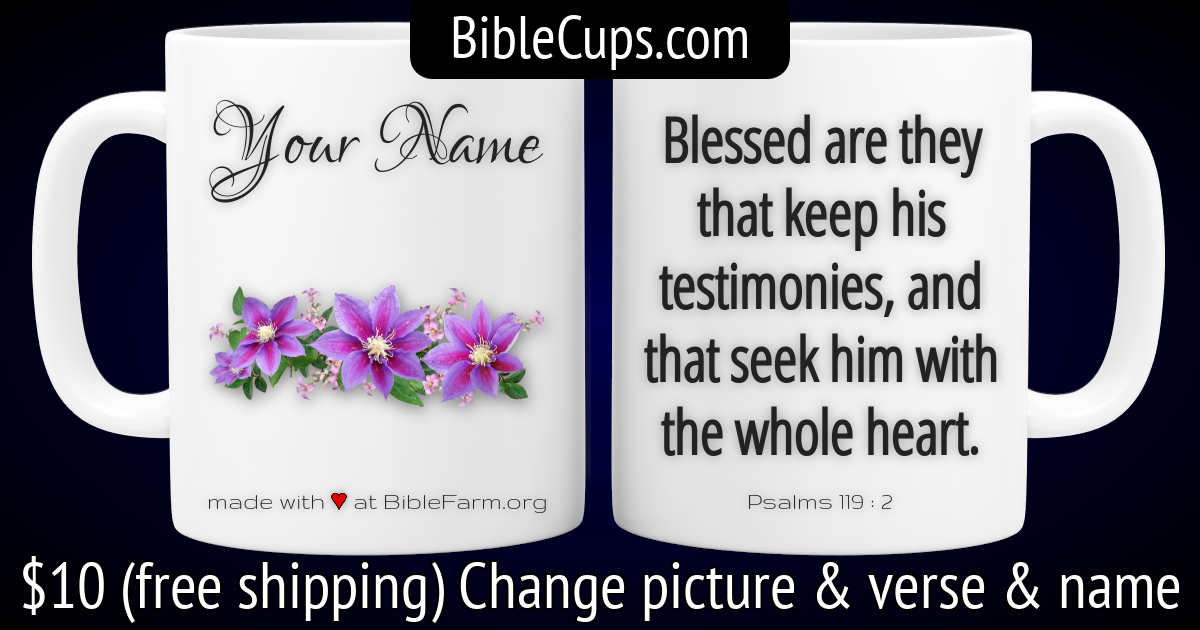 BibleCups.com
Your Name
made with ♥ at BibleFarm.org
Blessed are they
that keep his
testimonies, and
that seek him with
the whole heart.
Psalms 119 : 2
$10 (free shipping) Change picture & verse & name